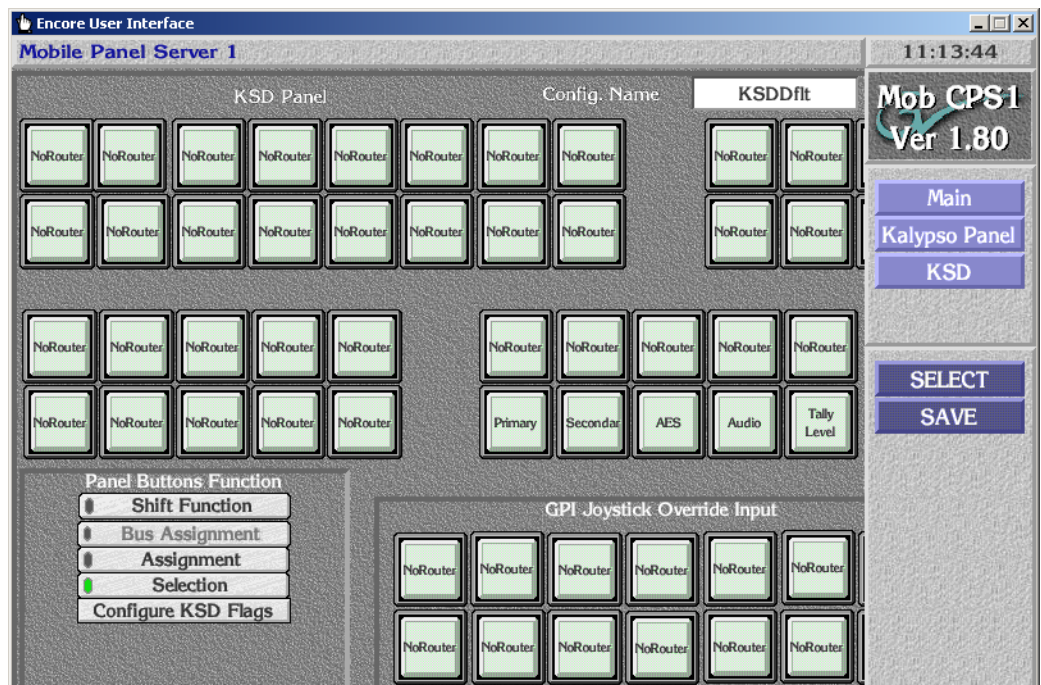 Encore User Interface
Mobile Panel Server 1
11:13:44
KSD Panel
Config. Name
KSDDflt
Mob CPS1
Ver 1.80
NoRouter NoRouter NoRouter NoRouter NoRouter NoRouter NoRouter NoRouter NoRouter NoRouter
NoRouter NoRouter NoRouter NoRouter NoRouter NoRouter NoRouter NoRouter NoRouter NoRouter
Main
Kalypso Panel
KSD
NoRouter NoRouter NoRouter NoRouter NoRouter NoRouter NoRouter NoRouter NoRouter NoRouter
NoRouter NoRouter NoRouter NoRouter NoRouter Primary Secondar AES Audio Tally
Level
SELECT
SAVE
Panel Buttons Function
Shift Function
Bus Assignment
Assignment
Selection
Configure KSD Flags
GPI Joystick Override Input
NoRouter NoRouter NoRouter NoRouter NoRouter NoRouter
NoRouter NoRouter NoRouter NoRouter NoRouter NoRouter